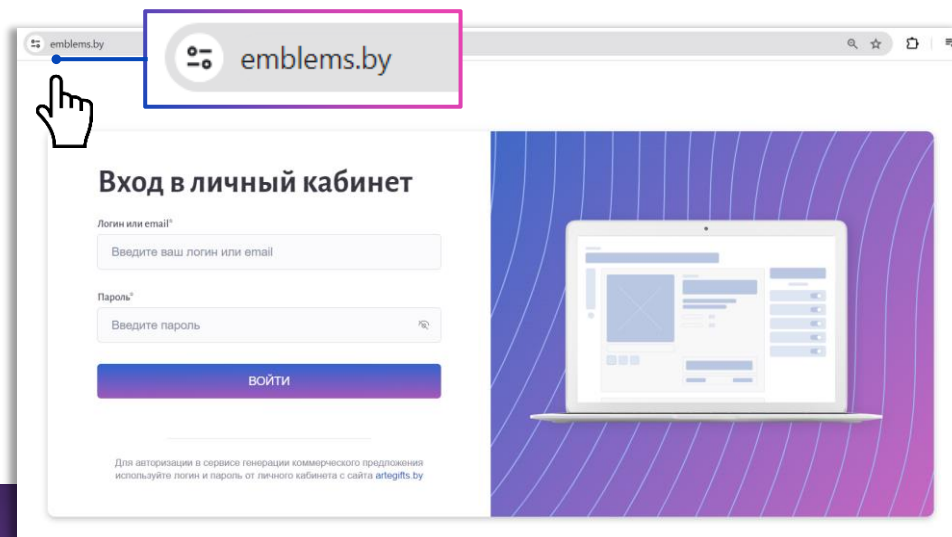 emblems.by
emblems.by
Вход в личный кабинет
Логин или email*
Введите ваш логин или email
Пароль*
Введите пароль
ВОЙТИ
Для авторизации в сервисе генерации коммерческого предложения
используйте логин и пароль от личного кабинета с сайта artegifts.by